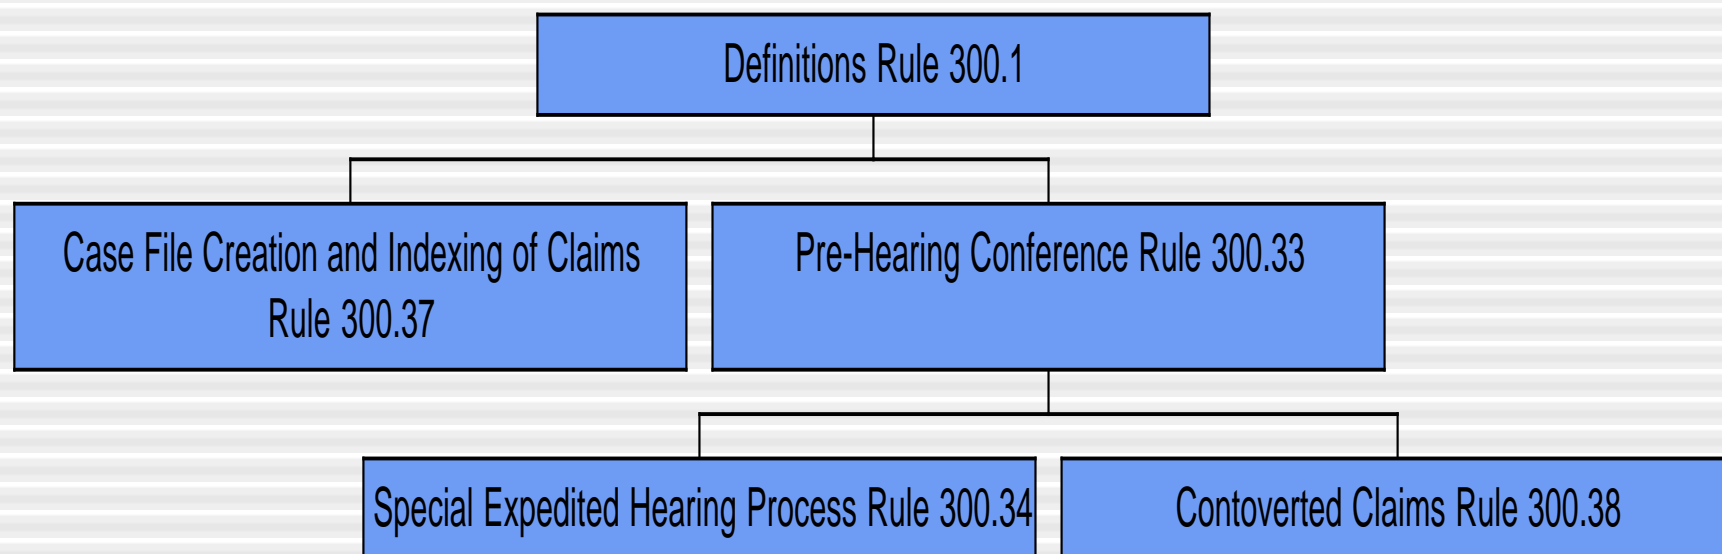 Definitions Rule 300.1
Case File Creation and Indexing of Claims
Rule 300.37
Pre-Hearing Conference Rule 300.33
Special Expedited Hearing Process Rule 300.34
Contoverted Claims Rule 300.38